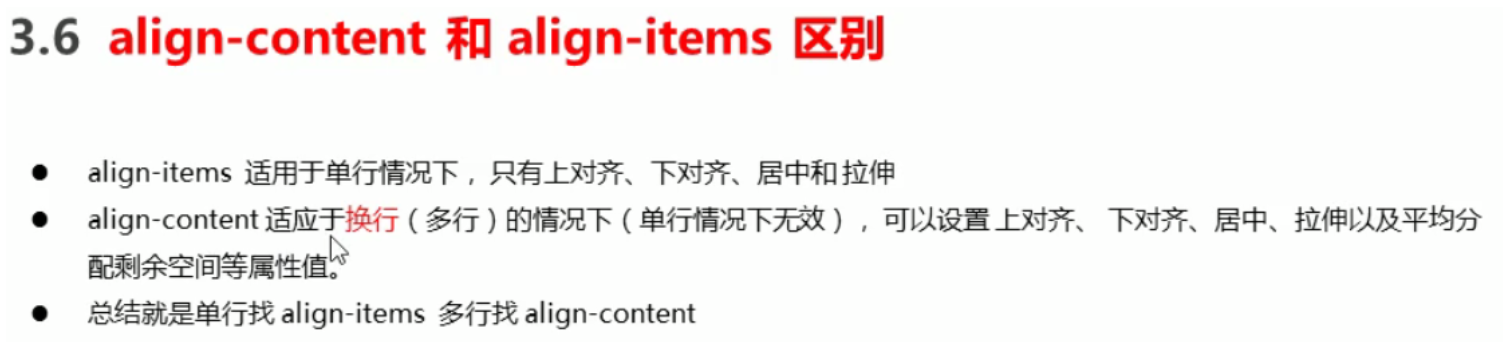 3.6 align-content 和 align-items 区别
● align-items 适用于单行情况下，只有上对齐、下对齐、居中和 拉伸
● align-content 适应于换行（多行）的情况下（单行情况下无效），可以设置 上对齐、 下对齐、居中、拉伸以及平均分
配剩余空间等属性值。
● 总结就是单行找 align-items 多行找 align-content